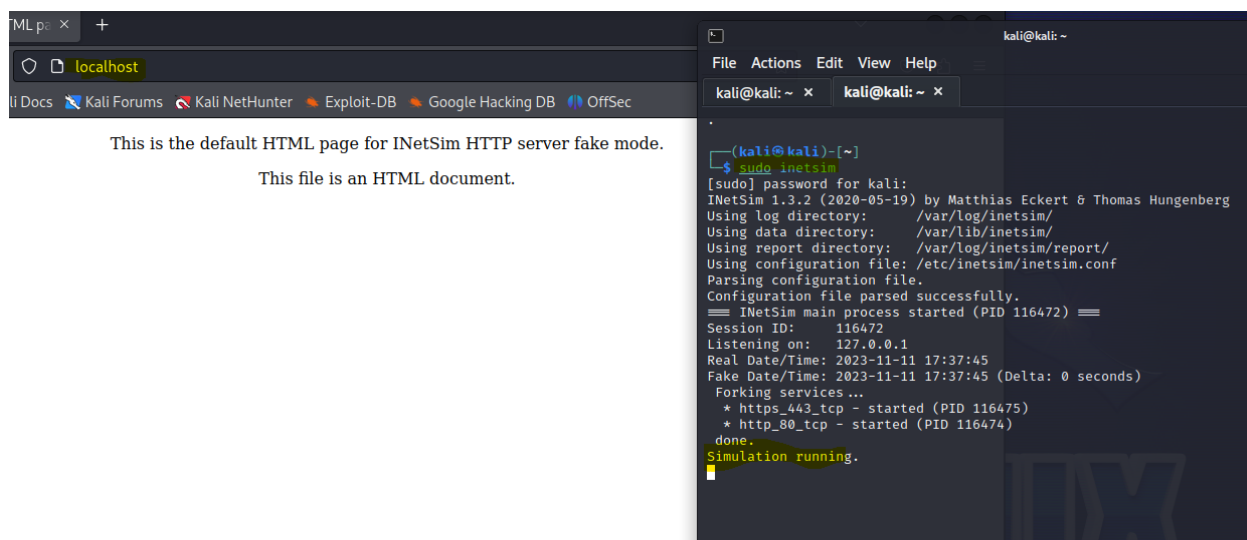 TML pa × +
localhost
li Docs Kali Forums Kali NetHunter Exploit-DB Google Hacking DB OffSec
This is the default HTML page for INetSim HTTP server fake mode.
This file is an HTML document.
kali@kali: ~
File Actions Edit View Help
kali@kali: ~ × kali@kali: ~ ×
.
┌──(kali㉿kali)-[~]
└─$ sudo inetsim
[sudo] password for kali:
INetSim 1.3.2 (2020-05-19) by Matthias Eckert & Thomas Hungenberg
Using log directory: /var/log/inetsim/
Using data directory: /var/lib/inetsim/
Using report directory: /var/log/inetsim/report/
Using configuration file: /etc/inetsim/inetsim.conf
Parsing configuration file.
Configuration file parsed successfully.
=== INetSim main process started (PID 116472) ===
Session ID: 116472
Listening on: 127.0.0.1
Real Date/Time: 2023-11-11 17:37:45
Fake Date/Time: 2023-11-11 17:37:45 (Delta: 0 seconds)
Forking services ...
* https_443_tcp - started (PID 116475)
* http_80_tcp - started (PID 116474)
done.
Simulation running.